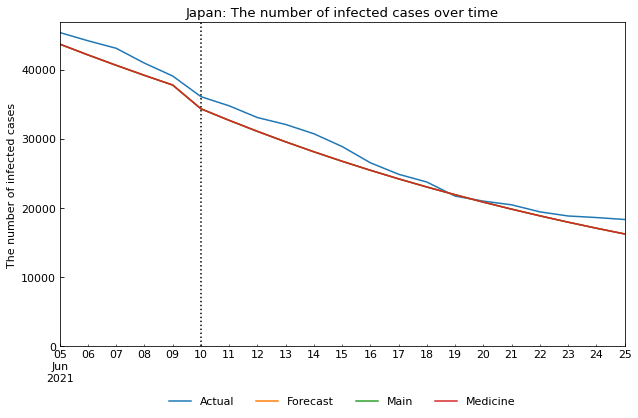 Japan: The number of infected cases over time
The number of infected cases
40000
30000
20000
10000
0
05 06 07 08 09 10 11 12 13 14 15 16 17 18 19 20 21 22 23 24 25
Jun
2021
Actual Forecast Main Medicine